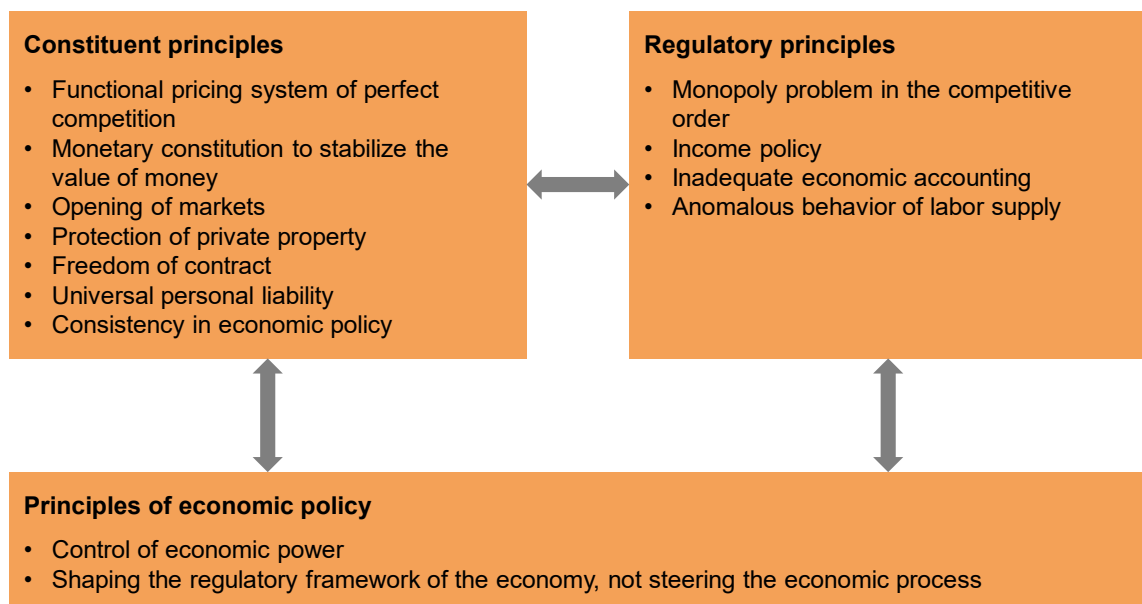 Constituent principles
• Functional pricing system of perfect
competition
• Monetary constitution to stabilize the
value of money
• Opening of markets
• Protection of private property
• Freedom of contract
• Universal personal liability
• Consistency in economic policy
Regulatory principles
• Monopoly problem in the competitive
order
• Income policy
• Inadequate economic accounting
• Anomalous behavior of labor supply
Principles of economic policy
• Control of economic power
• Shaping the regulatory framework of the economy, not steering the economic process